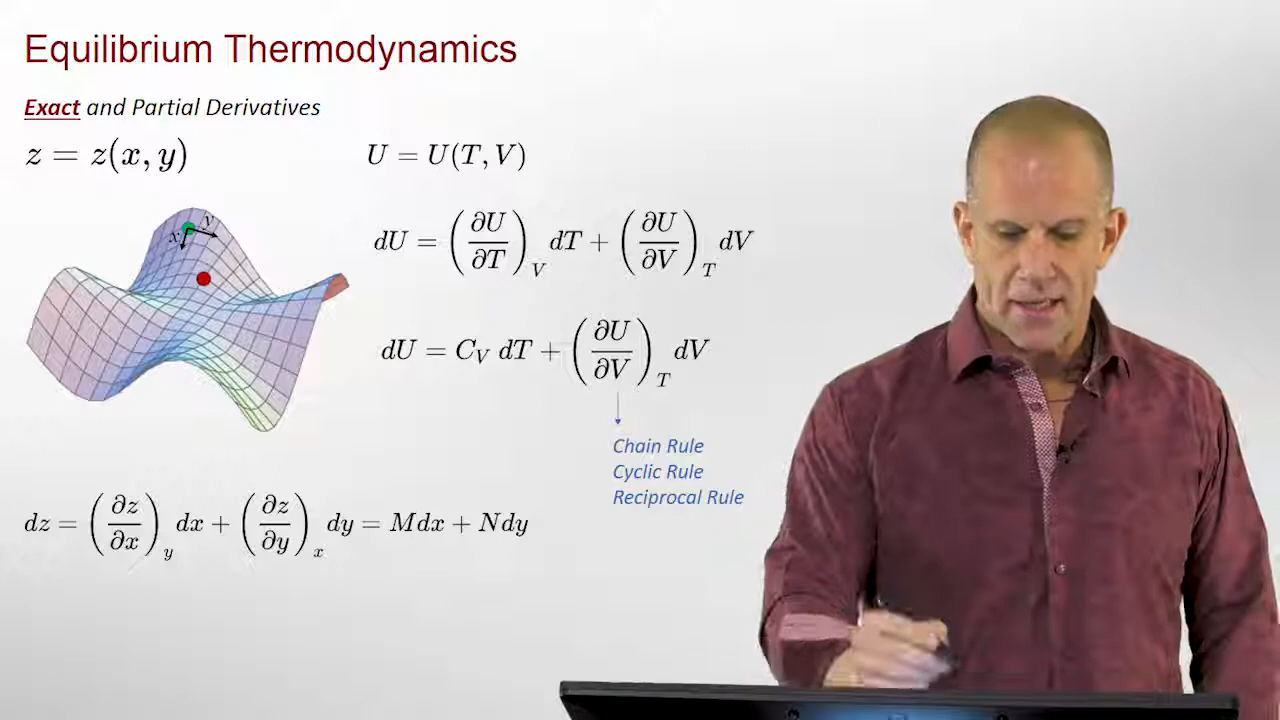 Equilibrium Thermodynamics
Exact and Partial Derivatives
z = z(x, y)
U = U(T, V)
y
x
dU = (∂U/∂T)_V dT + (∂U/∂V)_T dV
dU = C_V dT + (∂U/∂V)_T dV
Chain Rule
Cyclic Rule
Reciprocal Rule
dz = (∂z/∂x)_y dx + (∂z/∂y)_x dy = Mdx + Ndy